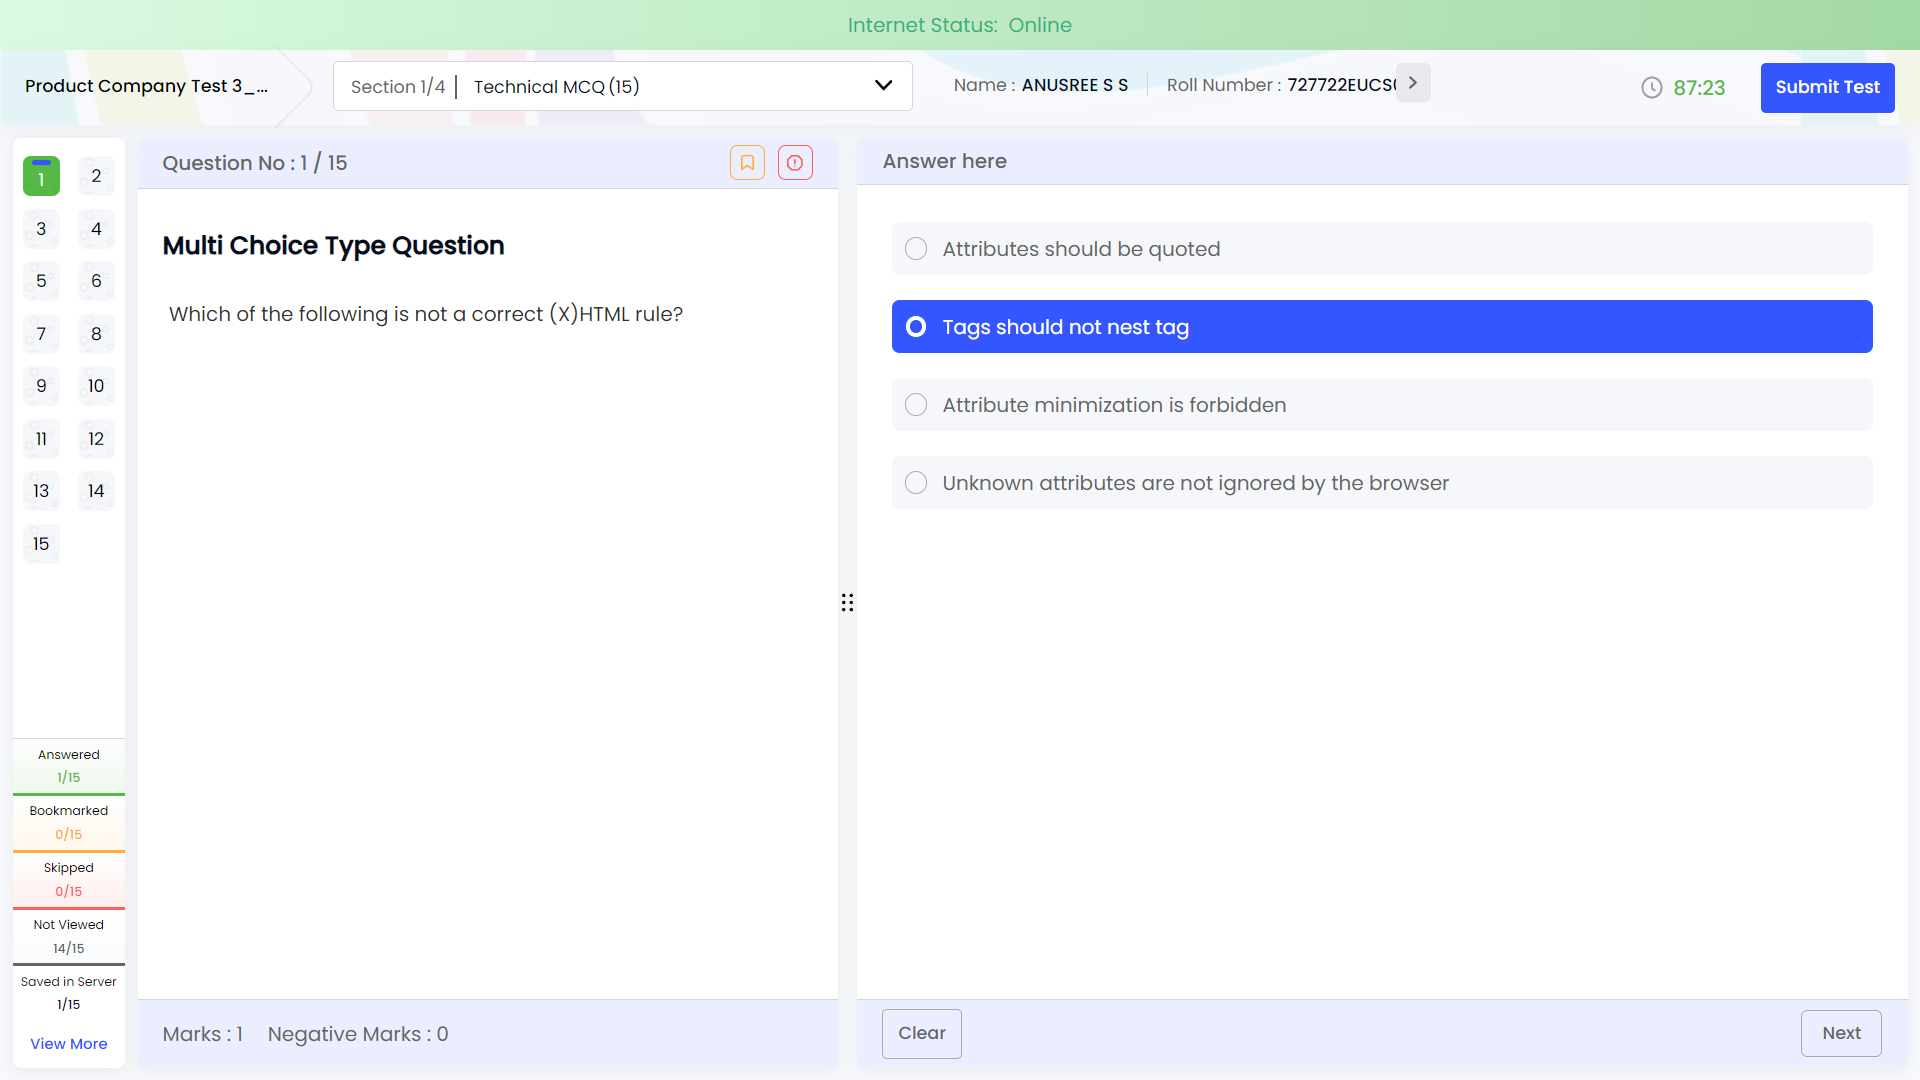 Internet Status: Online
Product Company Test 3_...
Section 1/4 | Technical MCQ (15)
Name : ANUSREE S S
Roll Number : 727722EUCS
87:23
Submit Test
1
2
3
4
5
6
7
8
9
10
11
12
13
14
15
Answered
1/15
Bookmarked
0/15
Skipped
0/15
Not Viewed
14/15
Saved in Server
1/15
View More
Question No : 1 / 15
Multi Choice Type Question
Which of the following is not a correct (X)HTML rule?
Marks : 1
Negative Marks : 0
Answer here
Attributes should be quoted
Tags should not nest tag
Attribute minimization is forbidden
Unknown attributes are not ignored by the browser
Clear
Next